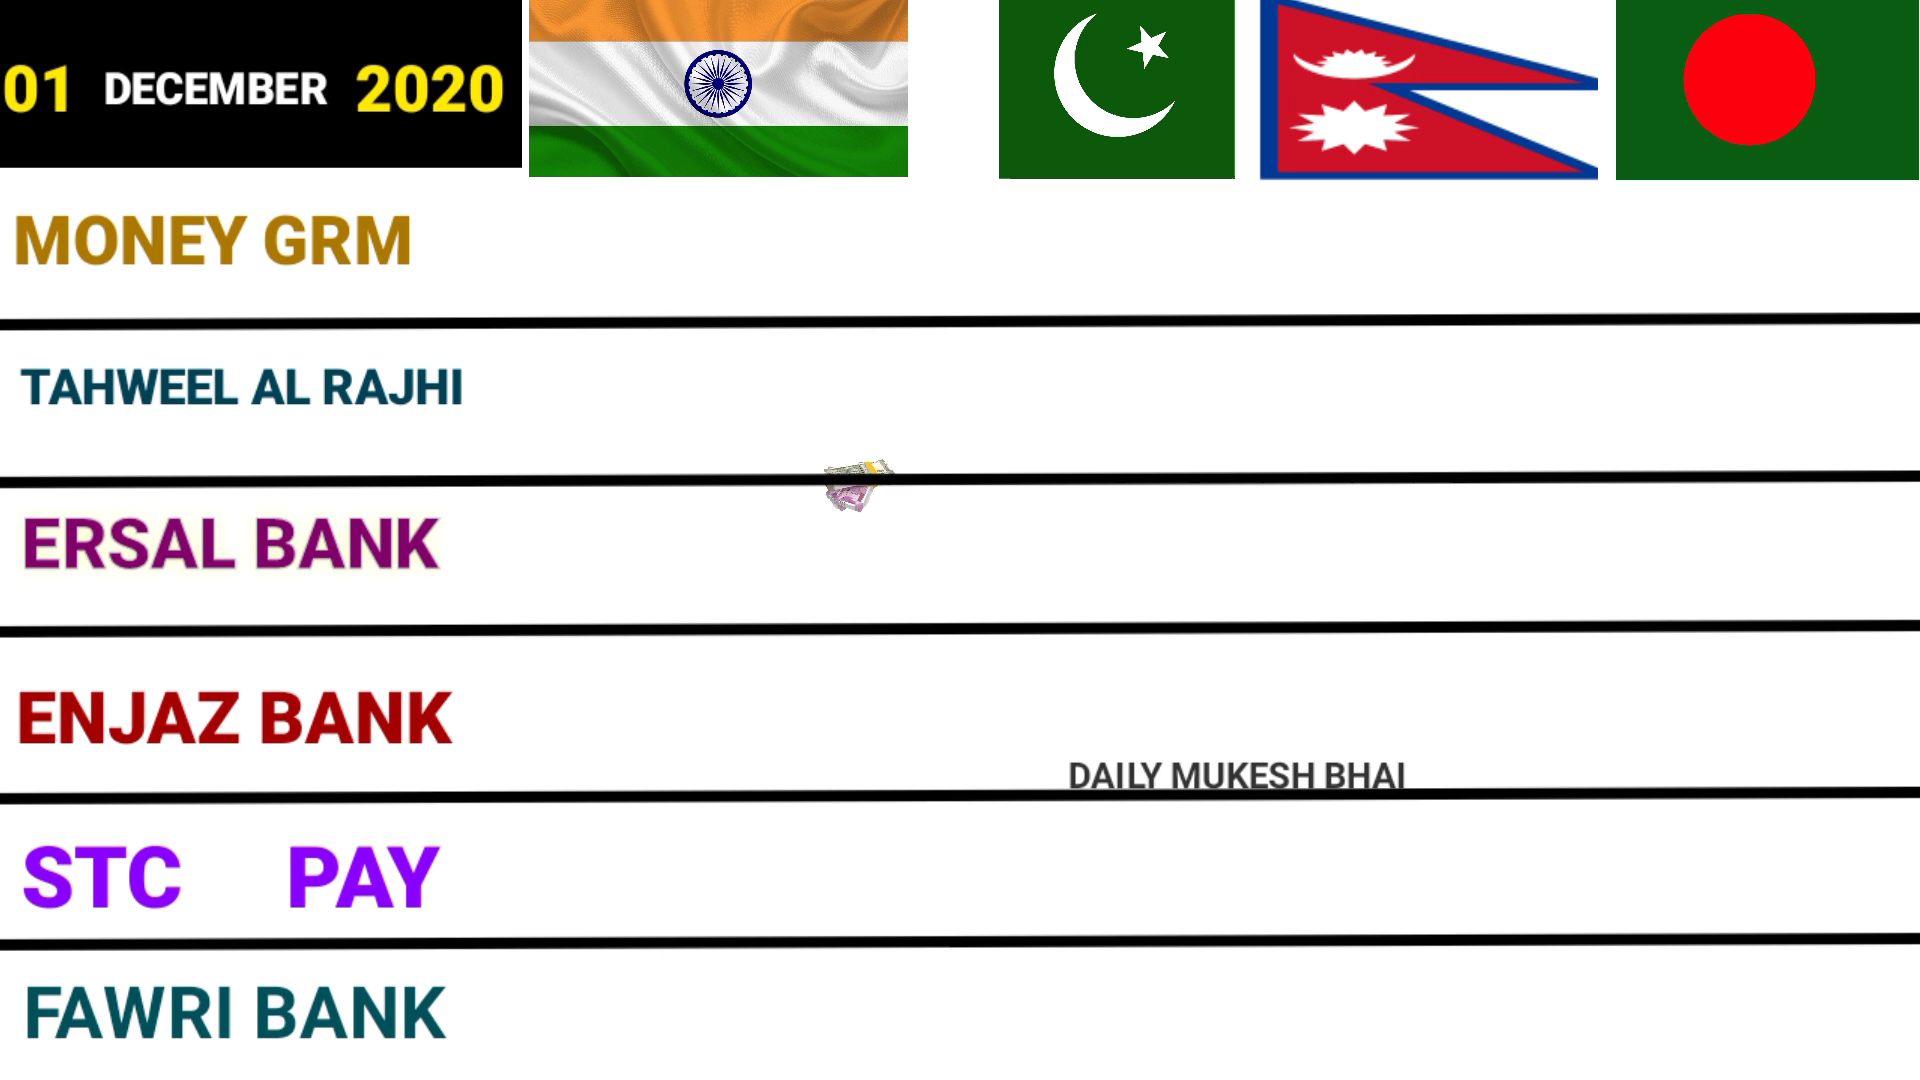 01 DECEMBER 2020
MONEY GRM
TAHWEEL AL RAJHI
ERSAL BANK
ENJAZ BANK
DAILY MUKESH BHAI
STC PAY
FAWRI BANK